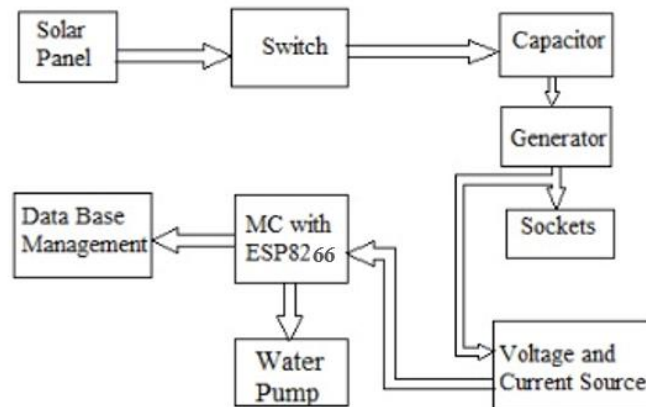 Solar
Panel
Switch
Capacitor
Generator
Sockets
Data Base
Management
MC with
ESP8266
Water
Pump
Voltage and
Current Source